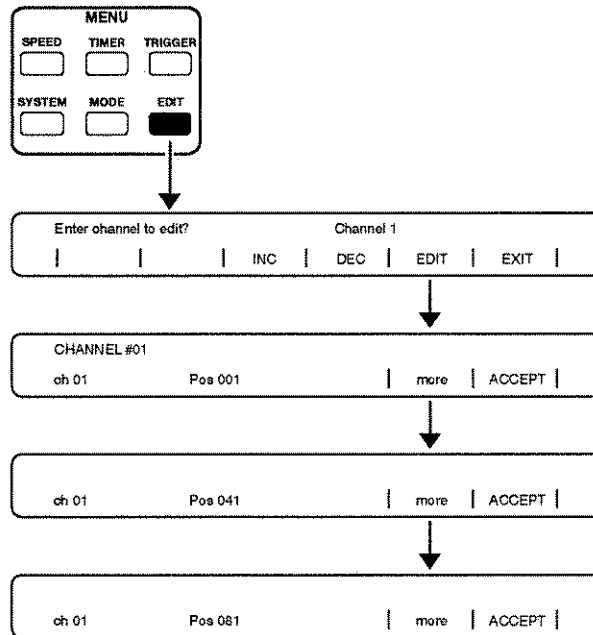 MENU
SPEED TIMER TRIGGER
SYSTEM MODE EDIT
Enter channel to edit? Channel 1
| | | INC | DEC | EDIT | EXIT |
CHANNEL #01
ch 01 Pos 001 | more | ACCEPT |
ch 01 Pos 041 | more | ACCEPT |
ch 01 Pos 081 | more | ACCEPT |